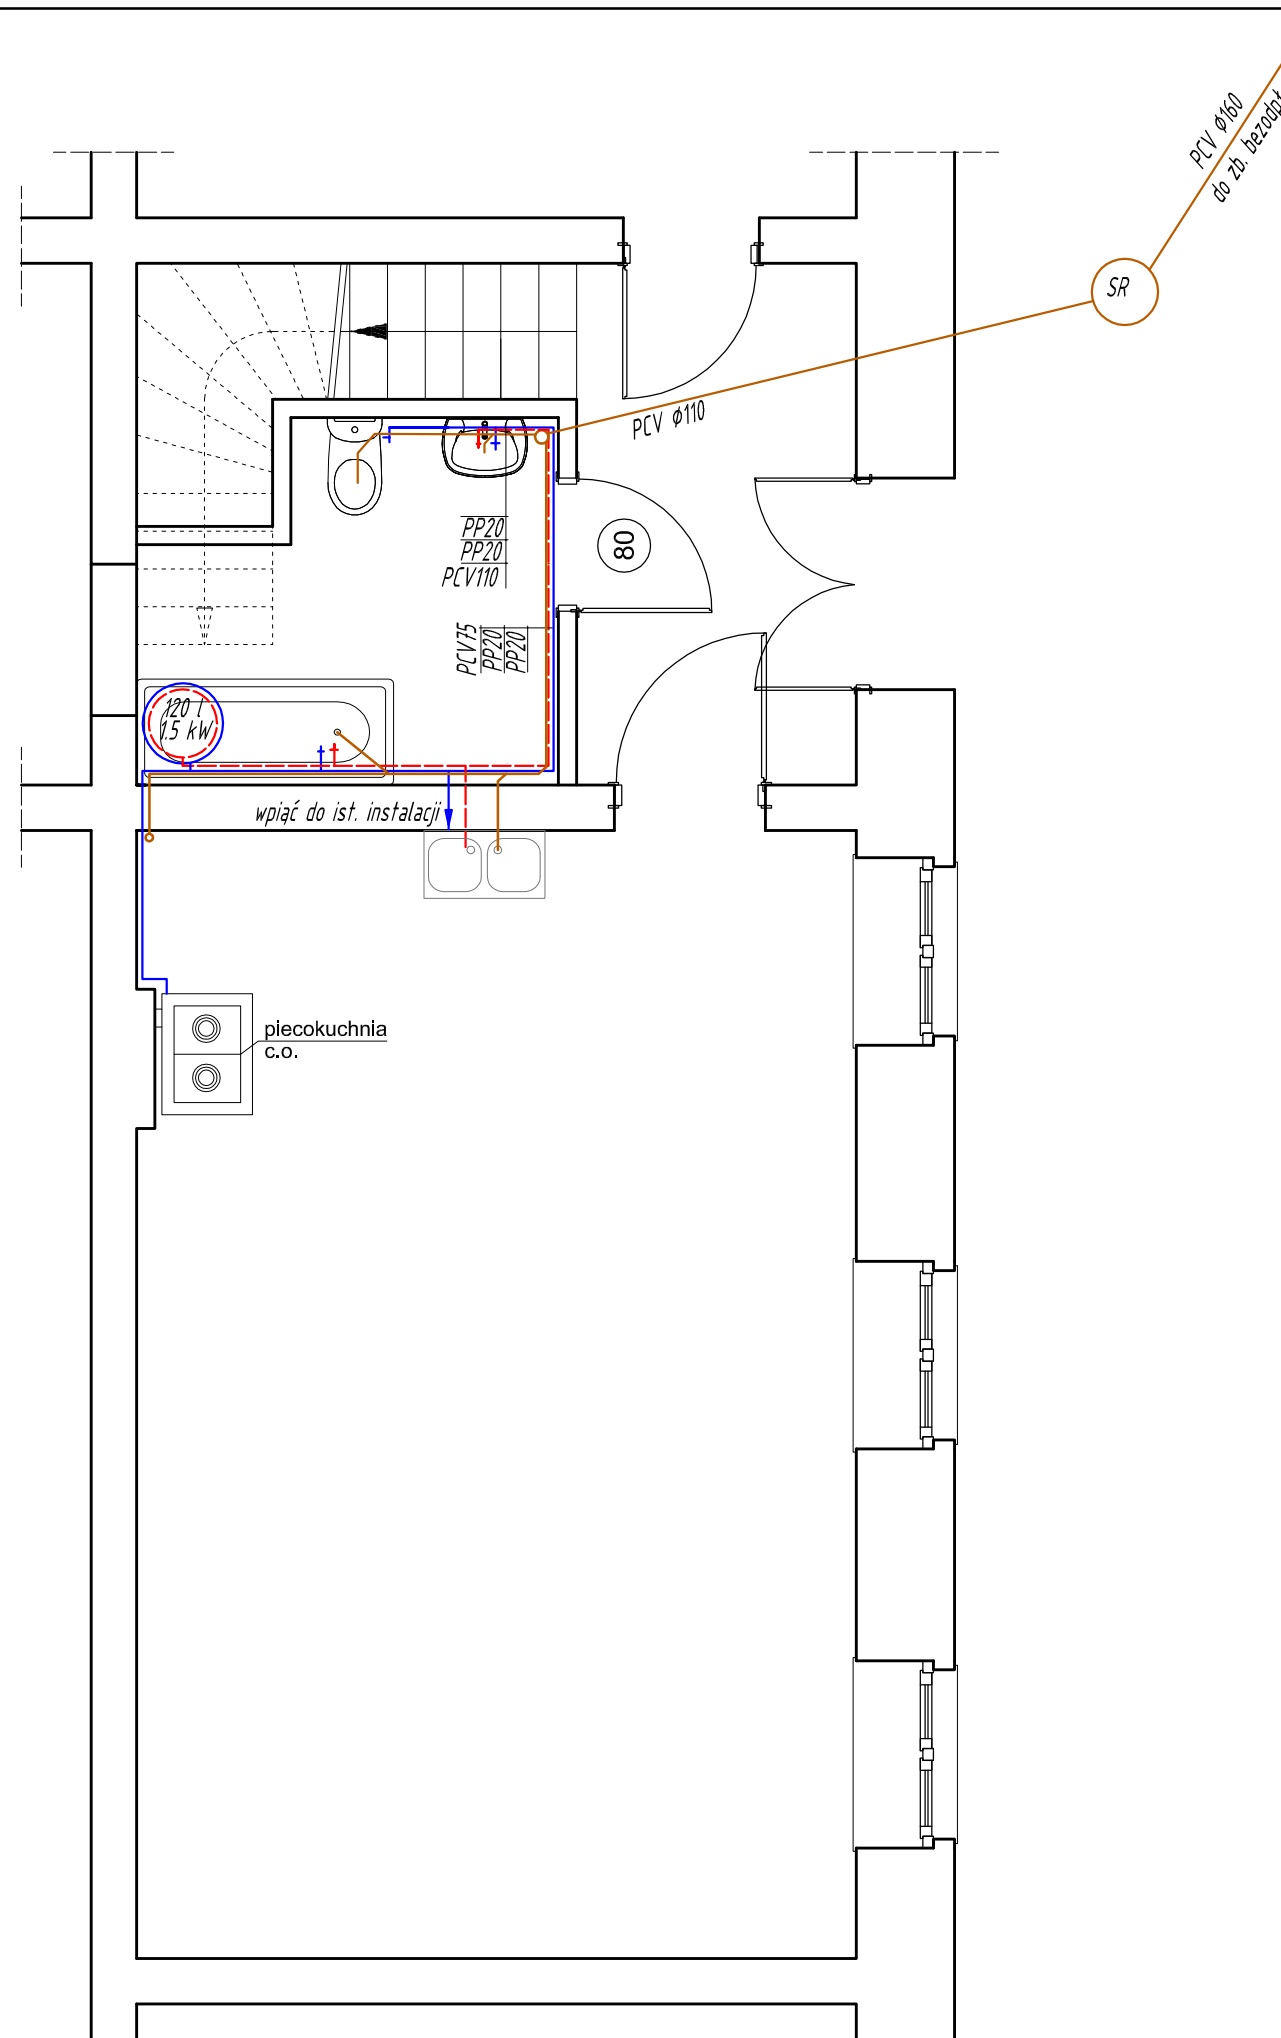 PCV ϕ160
do zb. bezodpł
SR
PCV ϕ110
PP20
PP20
PCV110
80
PCV75
PP20
PP20
120 l
1.5 kW
wpiąć do ist. instalacji
piecokuchnia
c.o.